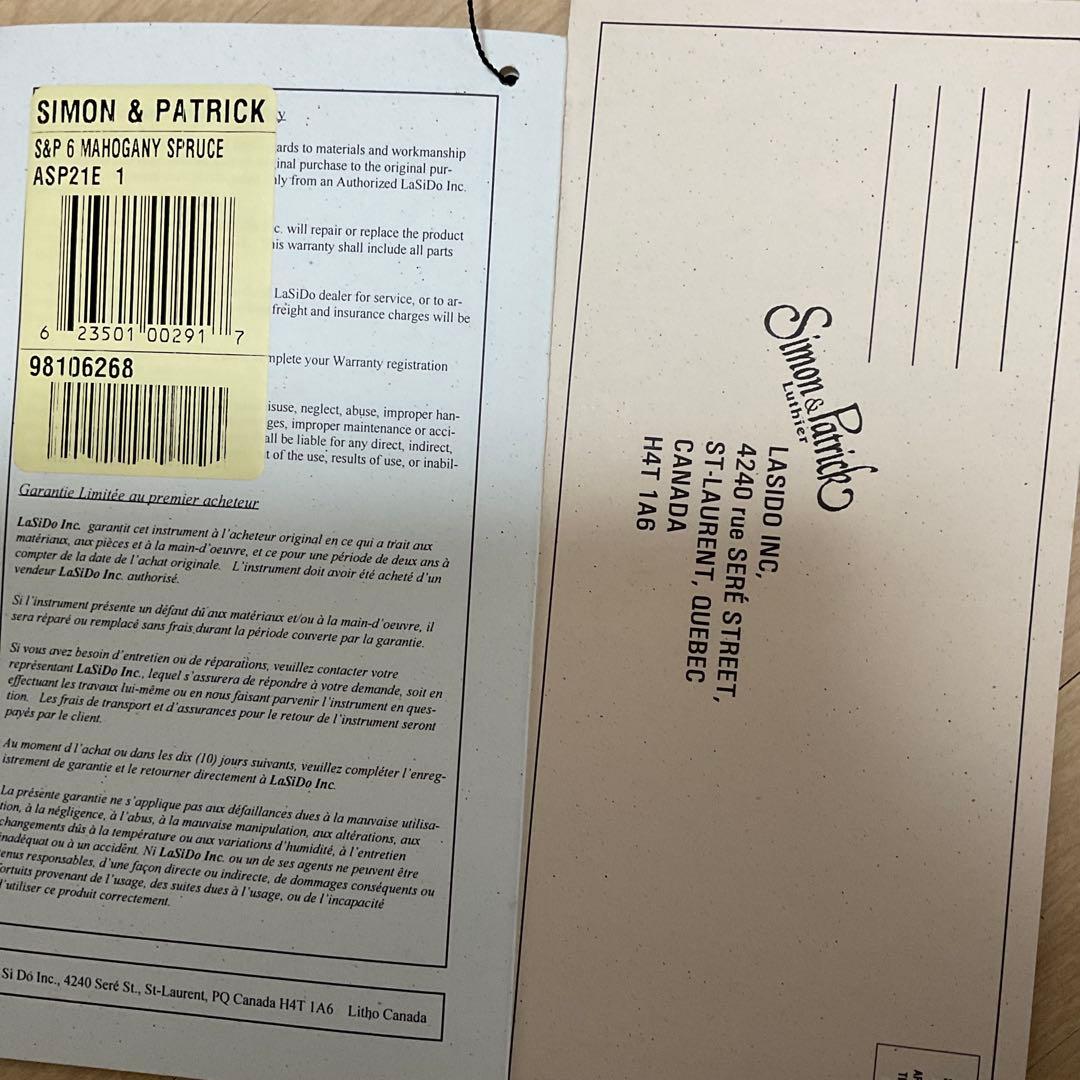 SIMON & PATRICK
S&P 6 MAHOGANY SPRUCE
ASP21E 1
6 23501 00291 7
98106268
y
ards to materials and workmanship
inal purchase to the original pur-
ly from an Authorized LaSiDo Inc.
c. will repair or replace the product
is warranty shall include all parts
LaSiDo dealer for service, or to ar-
freight and insurance charges will be
mplete your Warranty registration
isuse, neglect, abuse, improper han-
ges, improper maintenance or acci-
all be liable for any direct, indirect,
t of the use, results of use, or inabil-
Garantie Limitée au premier acheteur
LaSiDo Inc. garantit cet instrument à l'acheteur original en ce qui a trait aux
matériaux, aux pièces et à la main-d'oeuvre, et ce pour une période de deux ans à
compter de la date de l'achat originale. L'instrument doit avoir été acheté d'un
vendeur LaSiDo Inc. authorisé.
Si l'instrument présente un défaut dû aux matériaux et/ou à la main-d'oeuvre, il
sera réparé ou remplacé sans frais durant la période couverte par la garantie.
Si vous avez besoin d'entretien ou de réparations, veuillez contacter votre
représentant LaSiDo Inc., lequel s'assurera de répondre à votre demande, soit en
effectuant les travaux lui-même ou en nous faisant parvenir l'instrument en ques-
tion. Les frais de transport et d'assurances pour le retour de l'instrument seront
payés par le client.
Au moment d l'achat ou dans les dix (10) jours suivants, veuillez compléter l'enreg-
istrement de garantie et le retourner directement à LaSiDo Inc.
La présente garantie ne s'applique pas aux défaillances dues à la mauvaise utilisa-
tion, à la négligence, à l'abus, à la mauvaise manipulation, aux altérations, aux
changements dûs à la température ou aux variations d'humidité, à l'entretien
inadéquat ou à un accident. Ni LaSiDo Inc. ou un de ses agents ne peuvent être
enus responsables, d'une façon directe ou indirecte, de dommages conséquents ou
fortuits provenant de l'usage, des suites dues à l'usage, ou de l'incapacité
l'utiliser ce produit correctement.
Si Do Inc., 4240 Seré St., St-Laurent, PQ Canada H4T 1A6 Litho Canada
Simon & Patrick
Luthier
LASIDO INC,
4240 rue SERÉ STREET,
ST-LAURENT, QUEBEC
CANADA
H4T 1A6